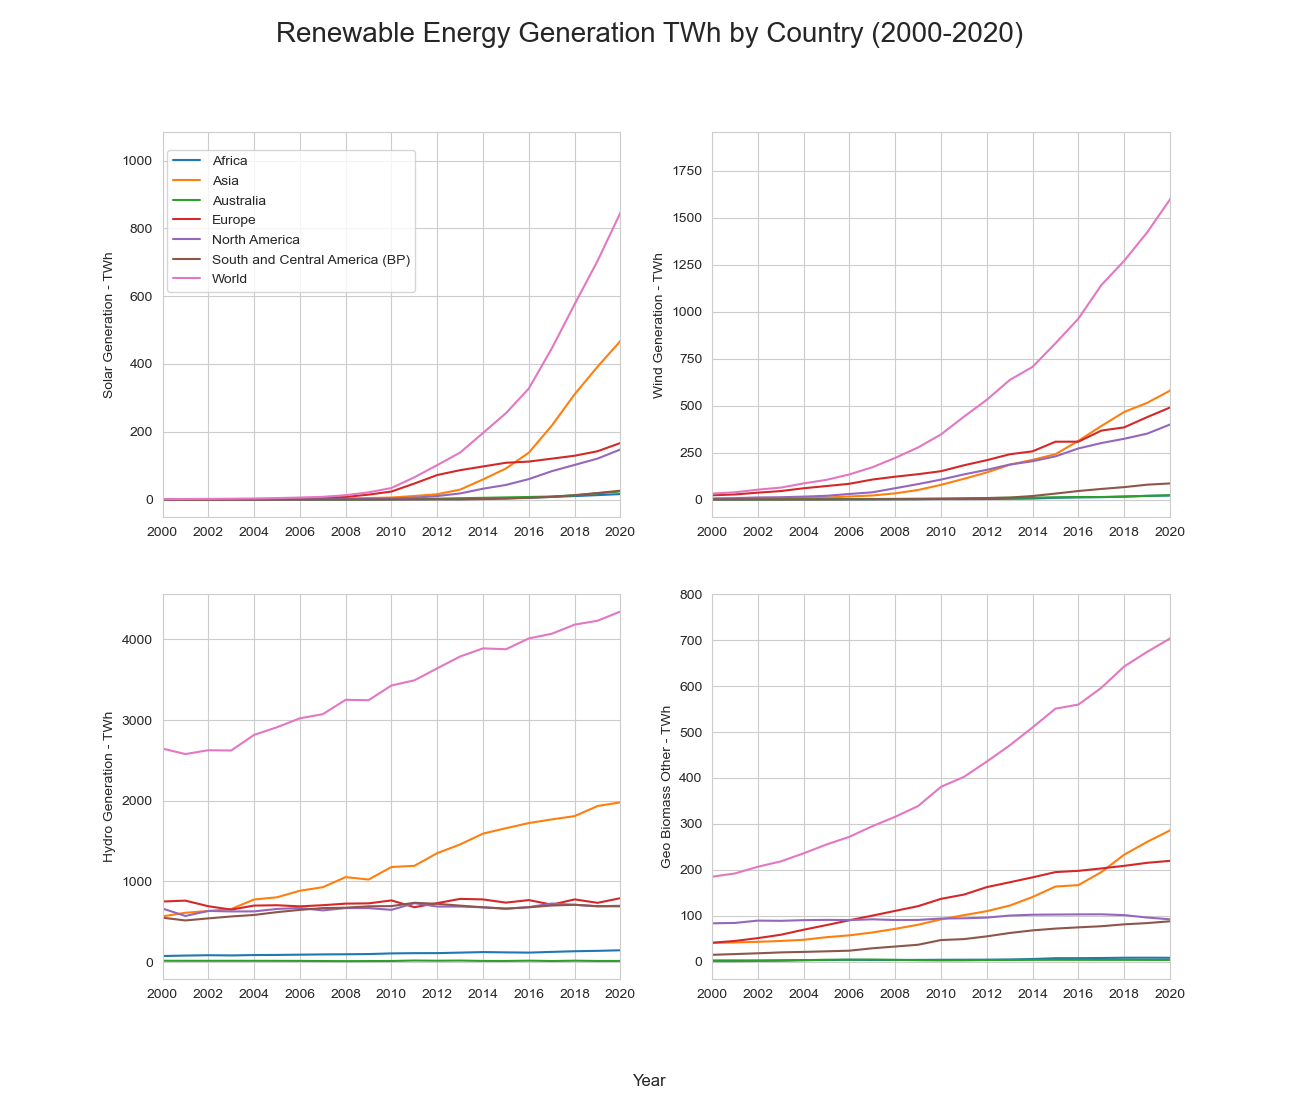 Renewable Energy Generation TWh by Country (2000-2020)
Solar Generation - TWh
1000
800
600
400
200
0
Africa
Asia
Australia
Europe
North America
South and Central America (BP)
World
2000 2002 2004 2006 2008 2010 2012 2014 2016 2018 2020
Wind Generation - TWh
1750
1500
1250
1000
750
500
250
0
2000 2002 2004 2006 2008 2010 2012 2014 2016 2018 2020
Hydro Generation - TWh
4000
3000
2000
1000
0
2000 2002 2004 2006 2008 2010 2012 2014 2016 2018 2020
Geo Biomass Other - TWh
800
700
600
500
400
300
200
100
0
2000 2002 2004 2006 2008 2010 2012 2014 2016 2018 2020
Year